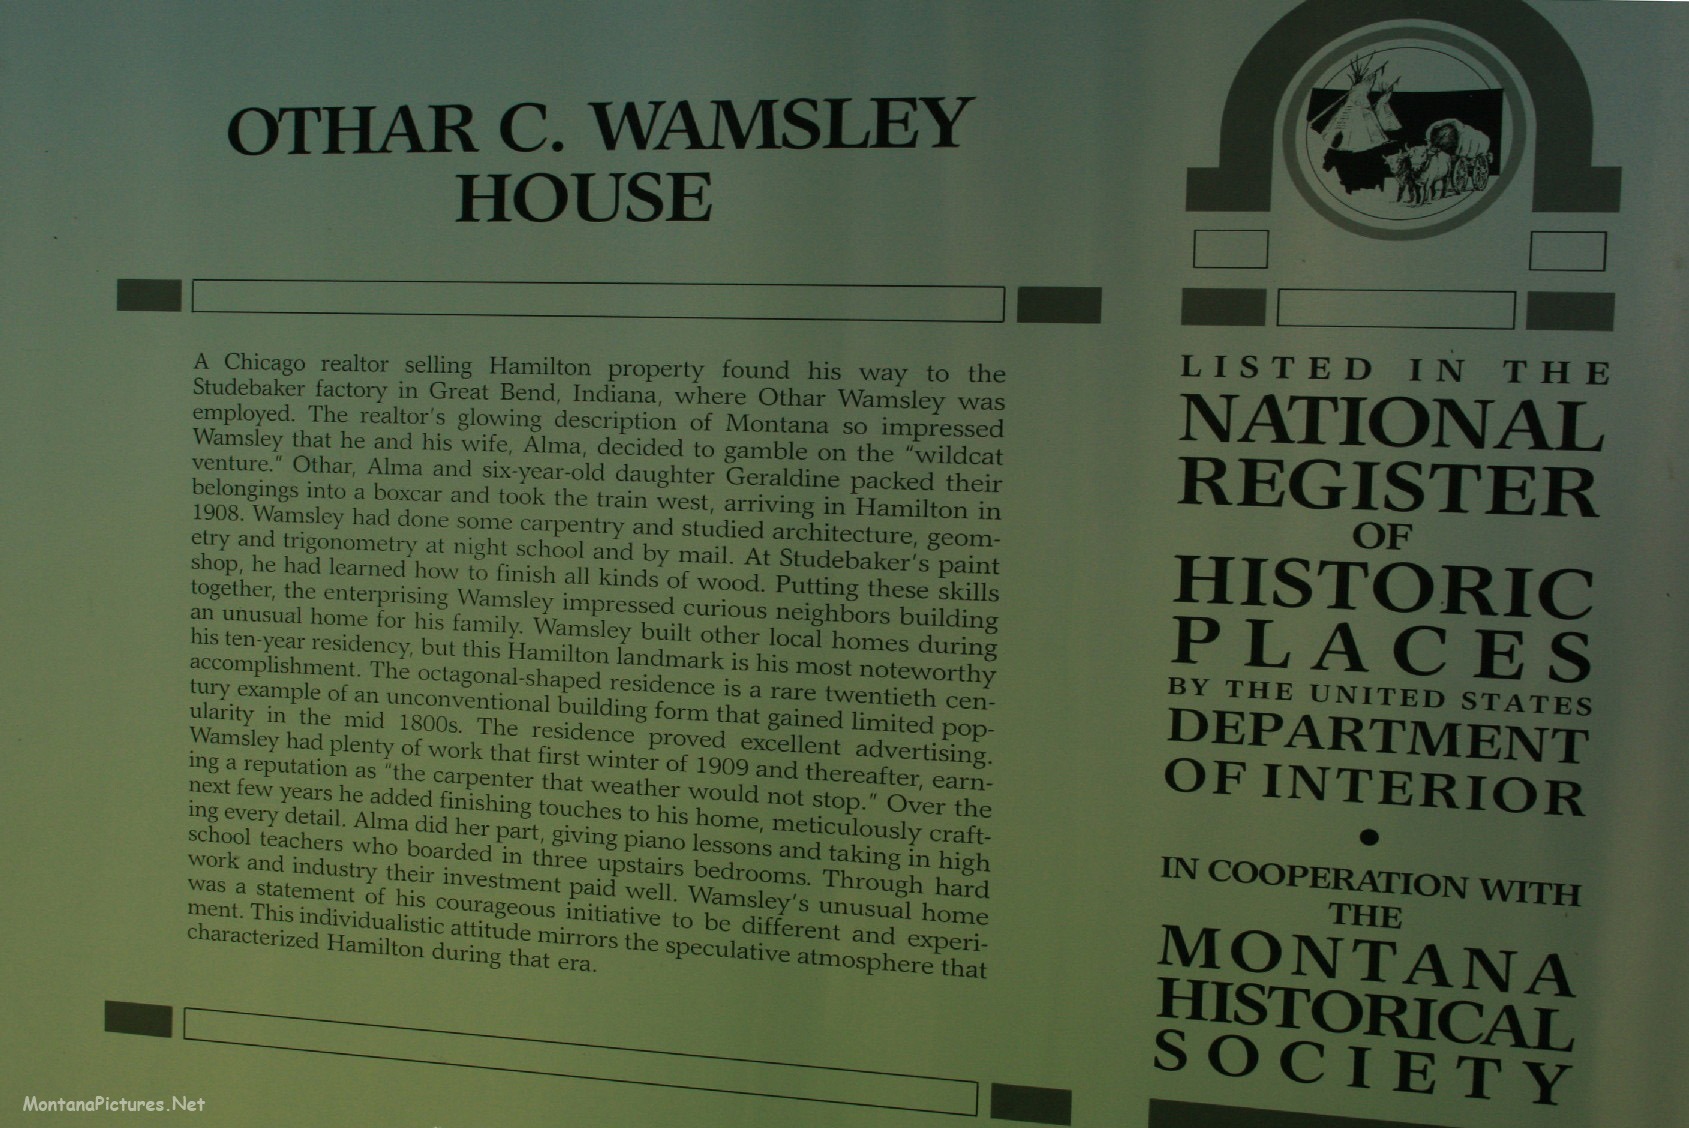 OTHAR C. WAMSLEY
HOUSE
A Chicago realtor selling Hamilton property found his way to the
Studebaker factory in Great Bend, Indiana, where Othar Wamsley was
employed. The realtor's glowing description of Montana so impressed
Wamsley that he and his wife, Alma, decided to gamble on the "wildcat
venture." Othar, Alma and six-year-old daughter Geraldine packed their
belongings into a boxcar and took the train west, arriving in Hamilton in
1908. Wamsley had done some carpentry and studied architecture, geom-
etry and trigonometry at night school and by mail. At Studebaker's paint
shop, he had learned how to finish all kinds of wood. Putting these skills
together, the enterprising Wamsley impressed curious neighbors building
an unusual home for his family. Wamsley built other local homes during
his ten-year residency, but this Hamilton landmark is his most noteworthy
accomplishment. The octagonal-shaped residence is a rare twentieth cen-
tury example of an unconventional building form that gained limited pop-
ularity in the mid 1800s. The residence proved excellent advertising.
Wamsley had plenty of work that first winter of 1909 and thereafter, earn-
ing a reputation as "the carpenter that weather would not stop." Over the
next few years he added finishing touches to his home, meticulously craft-
ing every detail. Alma did her part, giving piano lessons and taking in high
school teachers who boarded in three upstairs bedrooms. Through hard
work and industry their investment paid well. Wamsley's unusual home
was a statement of his courageous initiative to be different and experi-
ment. This individualistic attitude mirrors the speculative atmosphere that
characterized Hamilton during that era.
LISTED IN THE
NATIONAL
REGISTER
OF
HISTORIC
PLACES
BY THE UNITED STATES
DEPARTMENT
OF INTERIOR
•
IN COOPERATION WITH
THE
MONTANA
HISTORICAL
SOCIETY
MontanaPictures.Net